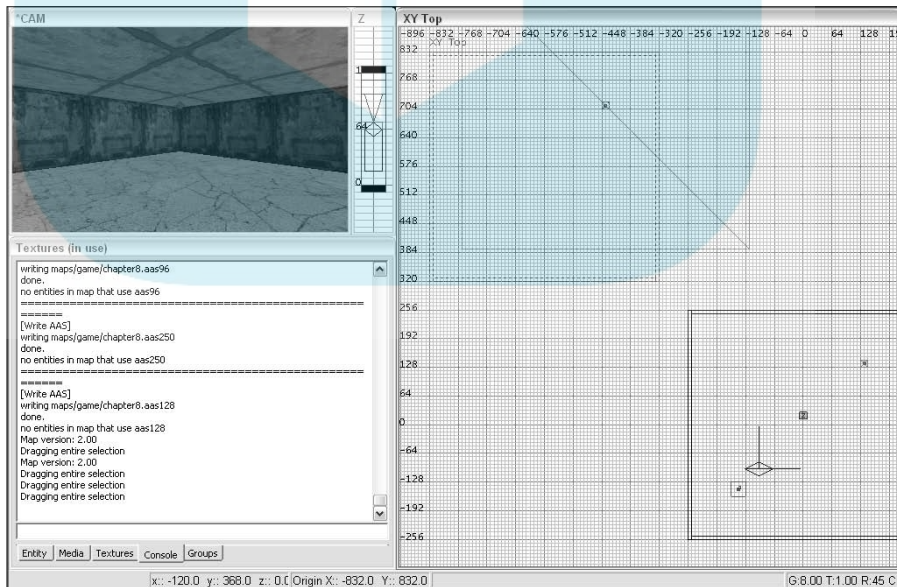 *CAM
Z
XY Top
-896 -832 -768 -704 -640 -576 -512 -448 -384 -320 -256 -192 -128 -64 0 64 128
XY Top
832
768
704
640
576
512
448
384
320
256
192
128
64
0
-64
-128
-192
-256
64
0
Textures (in use)
writing maps/game/chapter8.aas96
done.
no entities in map that use aas96
=================================================
======
[Write AAS]
writing maps/game/chapter8.aas250
done.
no entities in map that use aas250
=================================================
======
[Write AAS]
writing maps/game/chapter8.aas128
done.
no entities in map that use aas128
Map version: 2.00
Dragging entire selection
Map version: 2.00
Dragging entire selection
Dragging entire selection
Dragging entire selection
Entity Media Textures Console Groups
x:: -120.0 y:: 368.0 z:: 0.0 Origin X:: -832.0 Y:: 832.0 G:8.00 T:1.00 R:45 C